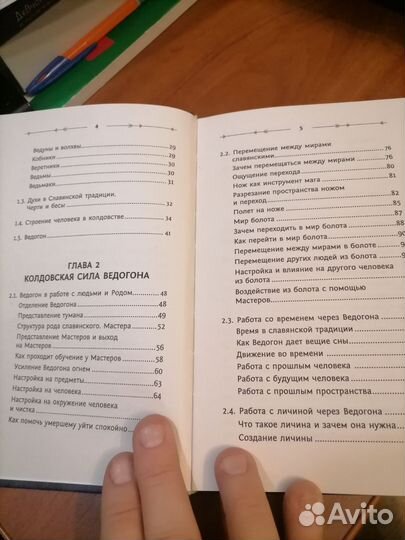 4
Ведуны и волхвы 29
Кобники 29
Веретники 30
Ведьмы 30
Ведьмаки 31
1.3. Духи в Славянской традиции.
Черти и бесы 32
1.4. Строение человека в колдовстве 34
1.5. Ведогон 41
ГЛАВА 2
КОЛДОВСКАЯ СИЛА ВЕДОГОНА
2.1. Ведогон в работе с людьми и Родом 48
Отделение Ведогона 48
Представление тумана 49
Структура рода славянского. Мастера 52
Представление Мастеров и выход
на Мастеров 56
Как проходит обучение у Мастеров 58
Усиление Ведогона огнем 60
Настройка на предметы 63
Настройка на человека 64
Настройка на окружение человека
и чистка
Как помочь умершему уйти спокойно
5
2.2. Перемещение между мирами
славянскими 76
Зачем перемещаться между мирами 76
Ощущение перехода 80
Нож как инструмент мага 81
Разрезание пространства ножом
и переход 82
Полет на ноже 85
Мир болота 87
Зачем переходить в мир болота
Как перейти в мир болота 90
Перемещение между мирами в болоте
Перемещение других людей из болота
Настройка и влияние на другого человека
из болота
Воздействие из болота с помощью
Мастеров
2.3. Работа со временем через Ведогона
Время в славянской традиции
Как Ведогон дает вещие сны
Движение во времени
Работа с прошлым человека
Работа с будущим человека
Работа с прошлым пространства
2.4. Работа с личиной через Ведогона
Что такое личина и зачем она нужна
Создание личины
Avito